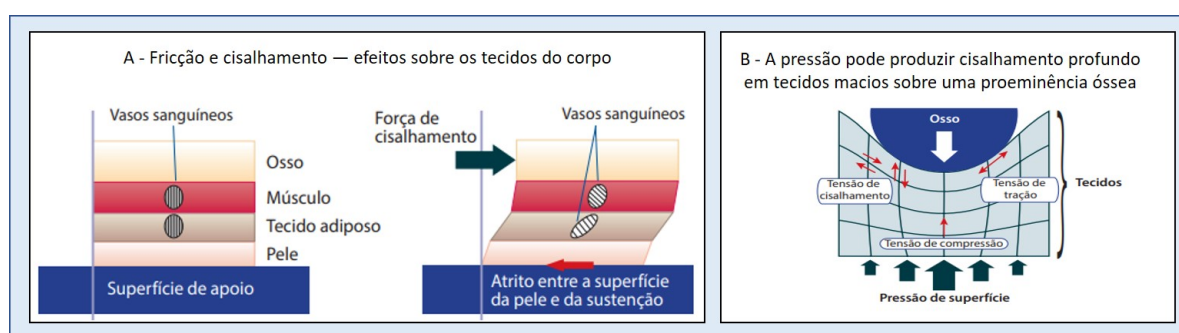 A - Fricção e cisalhamento — efeitos sobre os tecidos do corpo
Vasos sanguíneos
Osso
Músculo
Tecido adiposo
Pele
Superfície de apoio
Força de
cisalhamento
Vasos sanguíneos
Atrito entre a superfície
da pele e da sustenção
B - A pressão pode produzir cisalhamento profundo
em tecidos macios sobre uma proeminência óssea
Osso
Tensão de
cisalhamento
Tensão de
tração
Tecidos
Tensão de compressão
Pressão de superfície